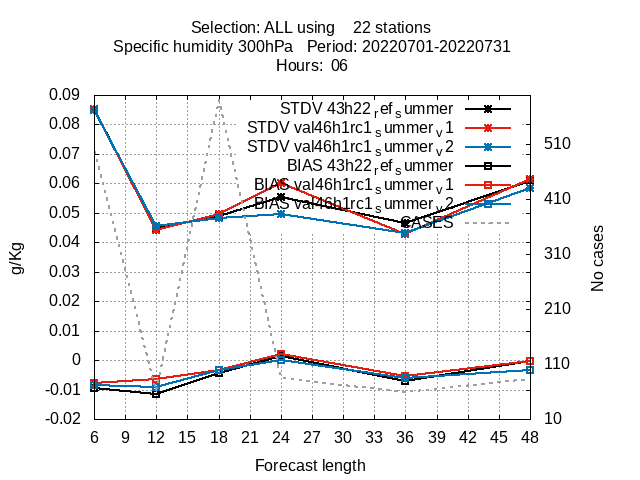 Selection: ALL using    22 stations
Specific humidity 300hPa   Period: 20220701-20220731
Hours:  06
STDV 43h22_ref_summer
STDV val46h1rc1_summer_v1
STDV val46h1rc1_summer_v2
BIAS 43h22_ref_summer
BIAS val46h1rc1_summer_v1
BIAS val46h1rc1_summer_v2
CASES
0.09
0.08
0.07
0.06
0.05
0.04
0.03
0.02
0.01
0
-0.01
-0.02
g/Kg
510
410
310
210
110
10
No cases
6 9 12 15 18 21 24 27 30 33 36 39 42 45 48
Forecast length